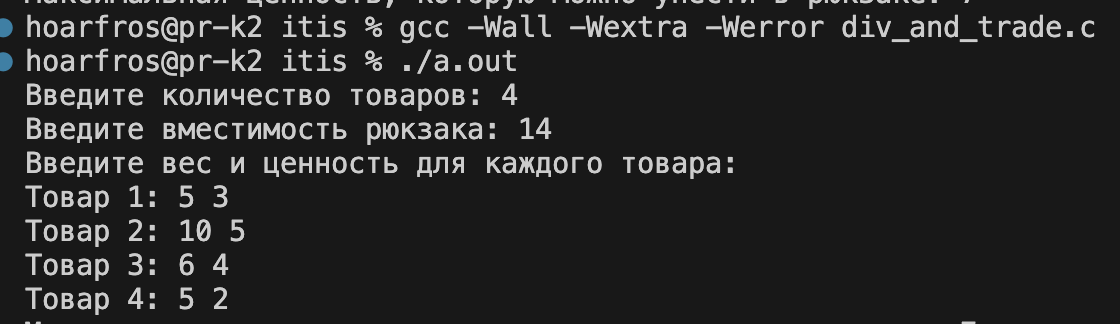 hoarfros@pr-k2 itis % gcc -Wall -Wextra -Werror div_and_trade.c
hoarfros@pr-k2 itis % ./a.out
Введите количество товаров: 4
Введите вместимость рюкзака: 14
Введите вес и ценность для каждого товара:
Товар 1: 5 3
Товар 2: 10 5
Товар 3: 6 4
Товар 4: 5 2